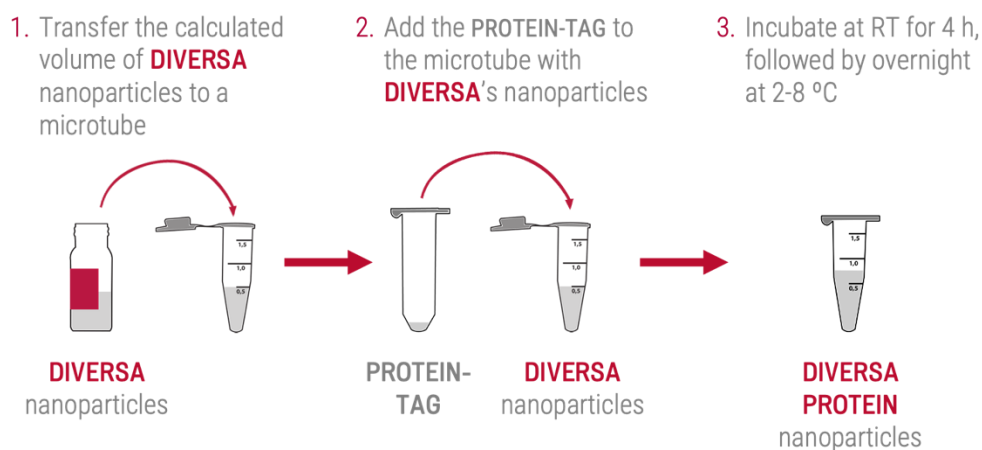 1. Transfer the calculated
volume of DIVERSA
nanoparticles to a
microtube
2. Add the PROTEIN-TAG to
the microtube with
DIVERSA's nanoparticles
3. Incubate at RT for 4 h,
followed by overnight
at 2-8 ºC
1,5
1,0
0,5
1,5
1,0
0,5
1,5
1,0
0,5
DIVERSA
nanoparticles
PROTEIN-
TAG
DIVERSA
nanoparticles
DIVERSA
PROTEIN
nanoparticles